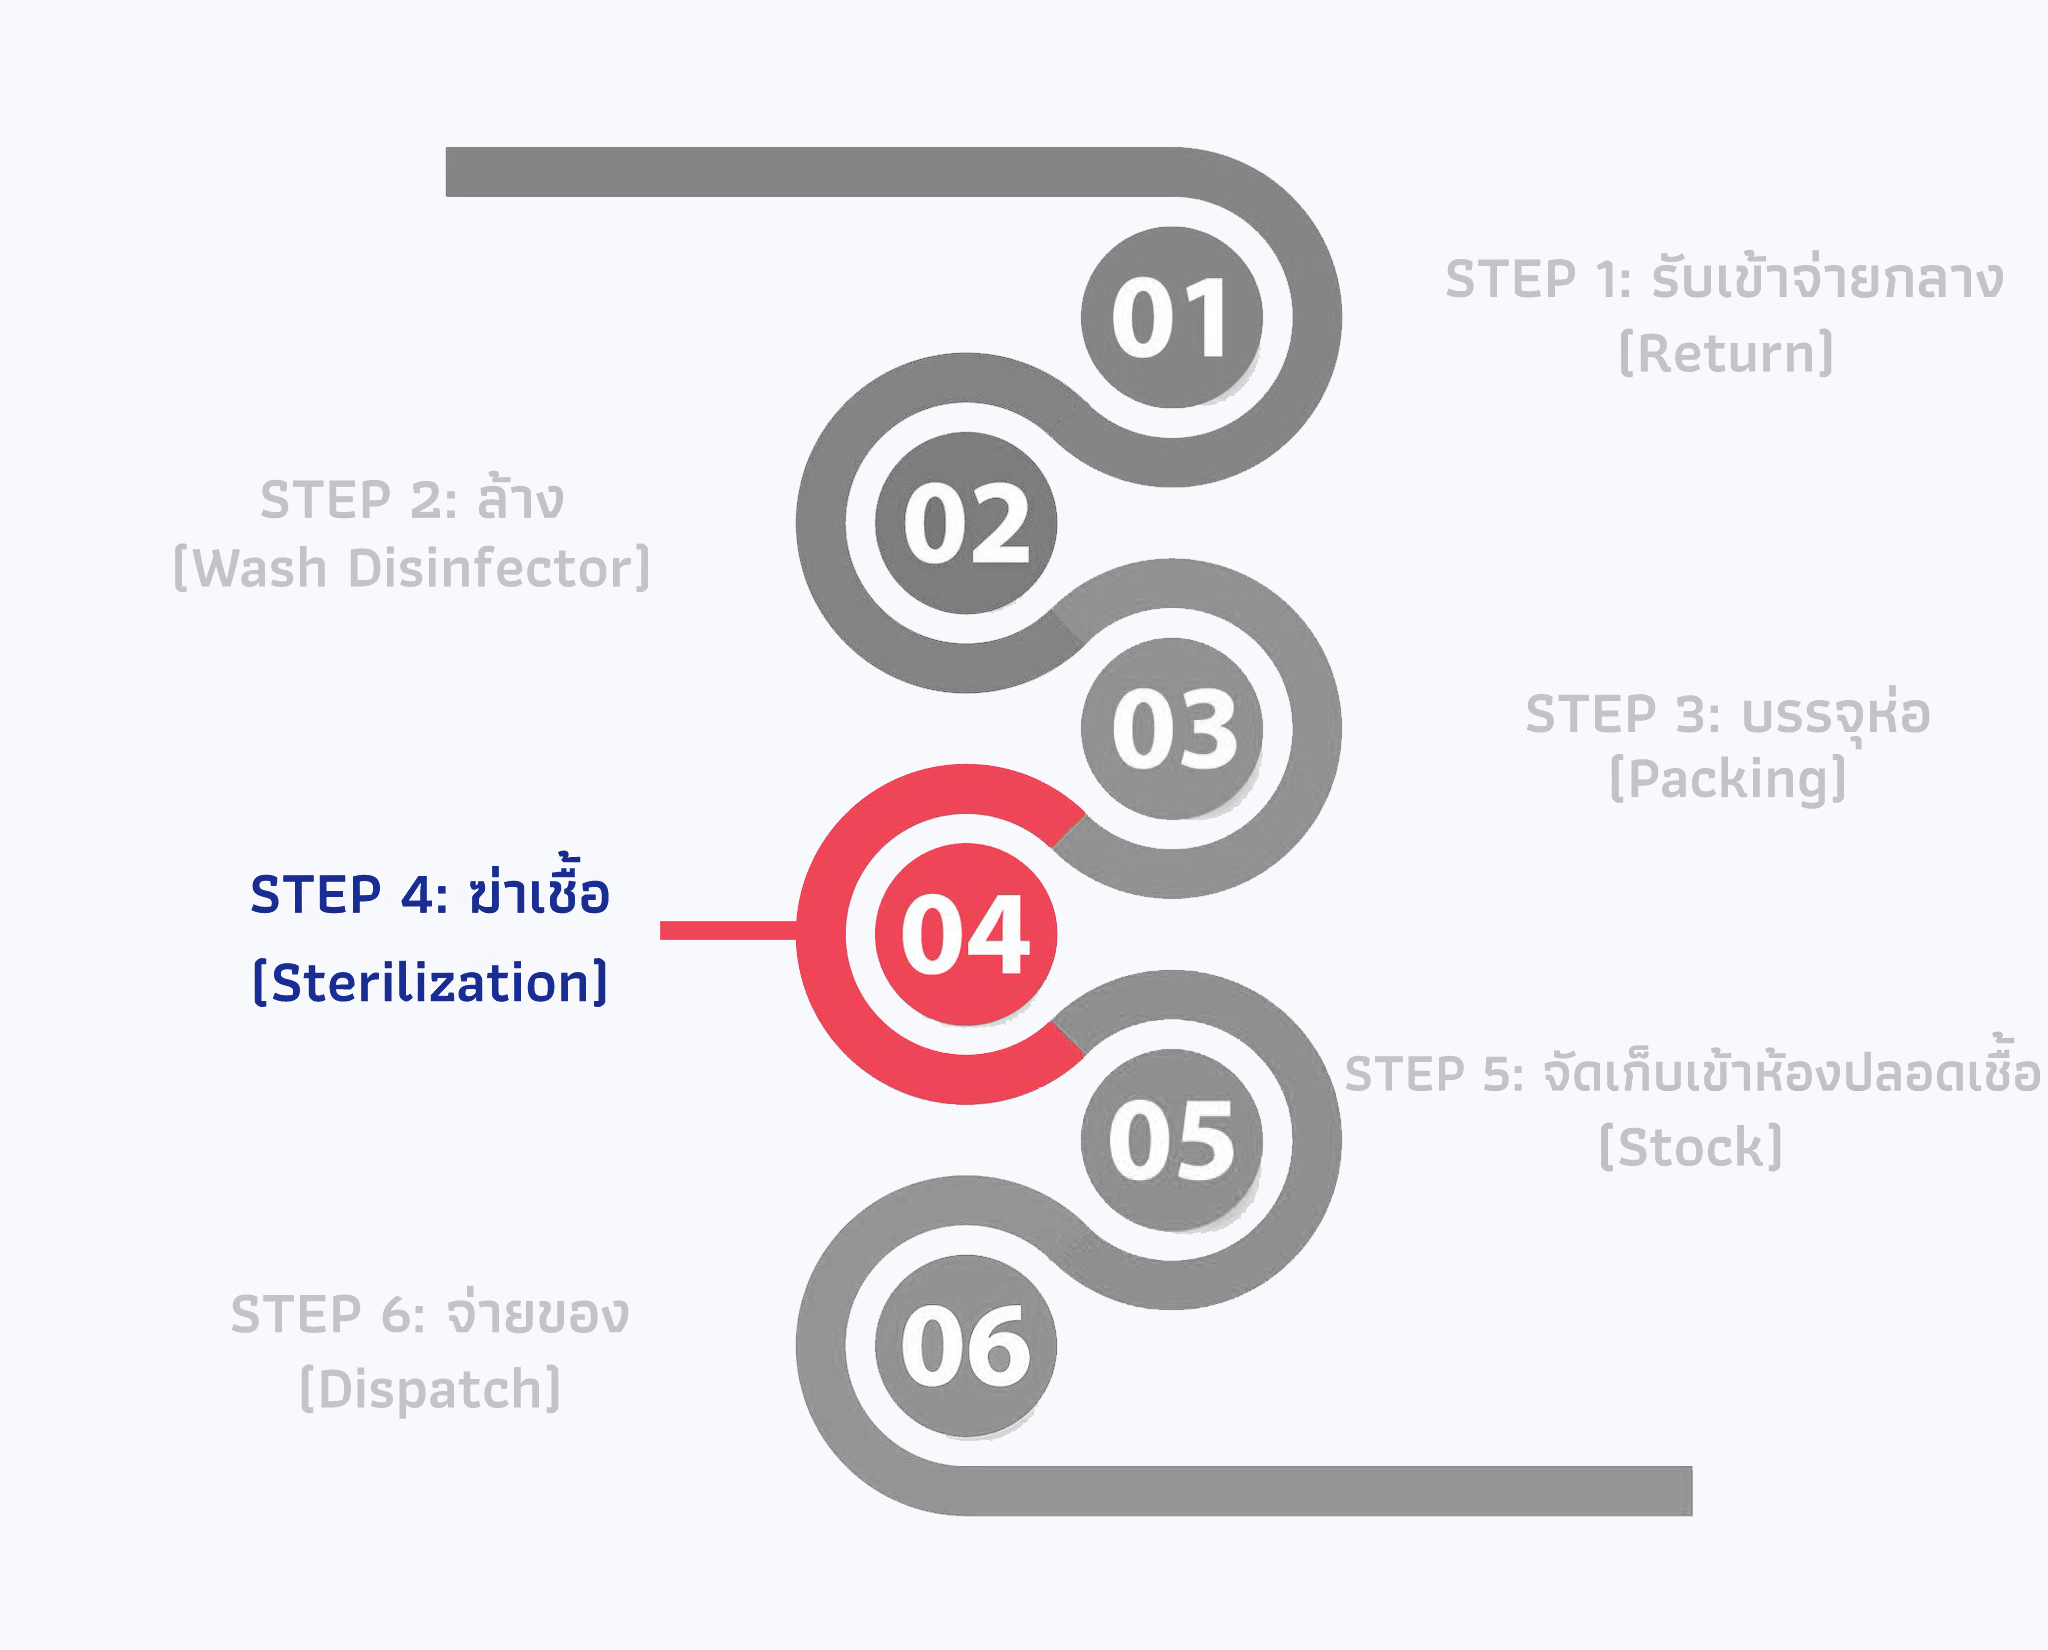 01
STEP 1: รับเข้าจ่ายกลาง
(Return)
STEP 2: ล้าง
(Wash Disinfector)
02
03
STEP 3: บรรจุห่อ
(Packing)
STEP 4: ฆ่าเชื้อ
(Sterilization)
04
05
STEP 5: จัดเก็บเข้าห้องปลอดเชื้อ
(Stock)
STEP 6: จ่ายของ
(Dispatch)
06